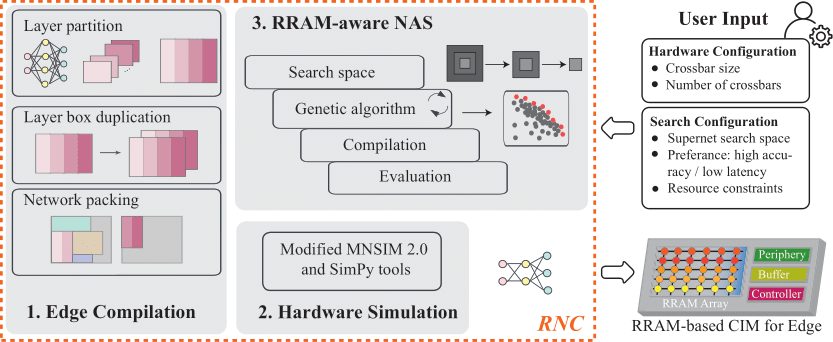 Layer partition
Layer box duplication
Network packing
1. Edge Compilation
3. RRAM-aware NAS
Search space
Genetic algorithm
Compilation
Evaluation
Modified MNSIM 2.0
and SimPy tools
2. Hardware Simulation
RNC
User Input
Hardware Configuration
• Crossbar size
• Number of crossbars
Search Configuration
• Supernet search space
• Preferance: high accu-
racy / low latency
• Resource constraints
Periphery
Buffer
Controller
RRAM Array
RRAM-based CIM for Edge